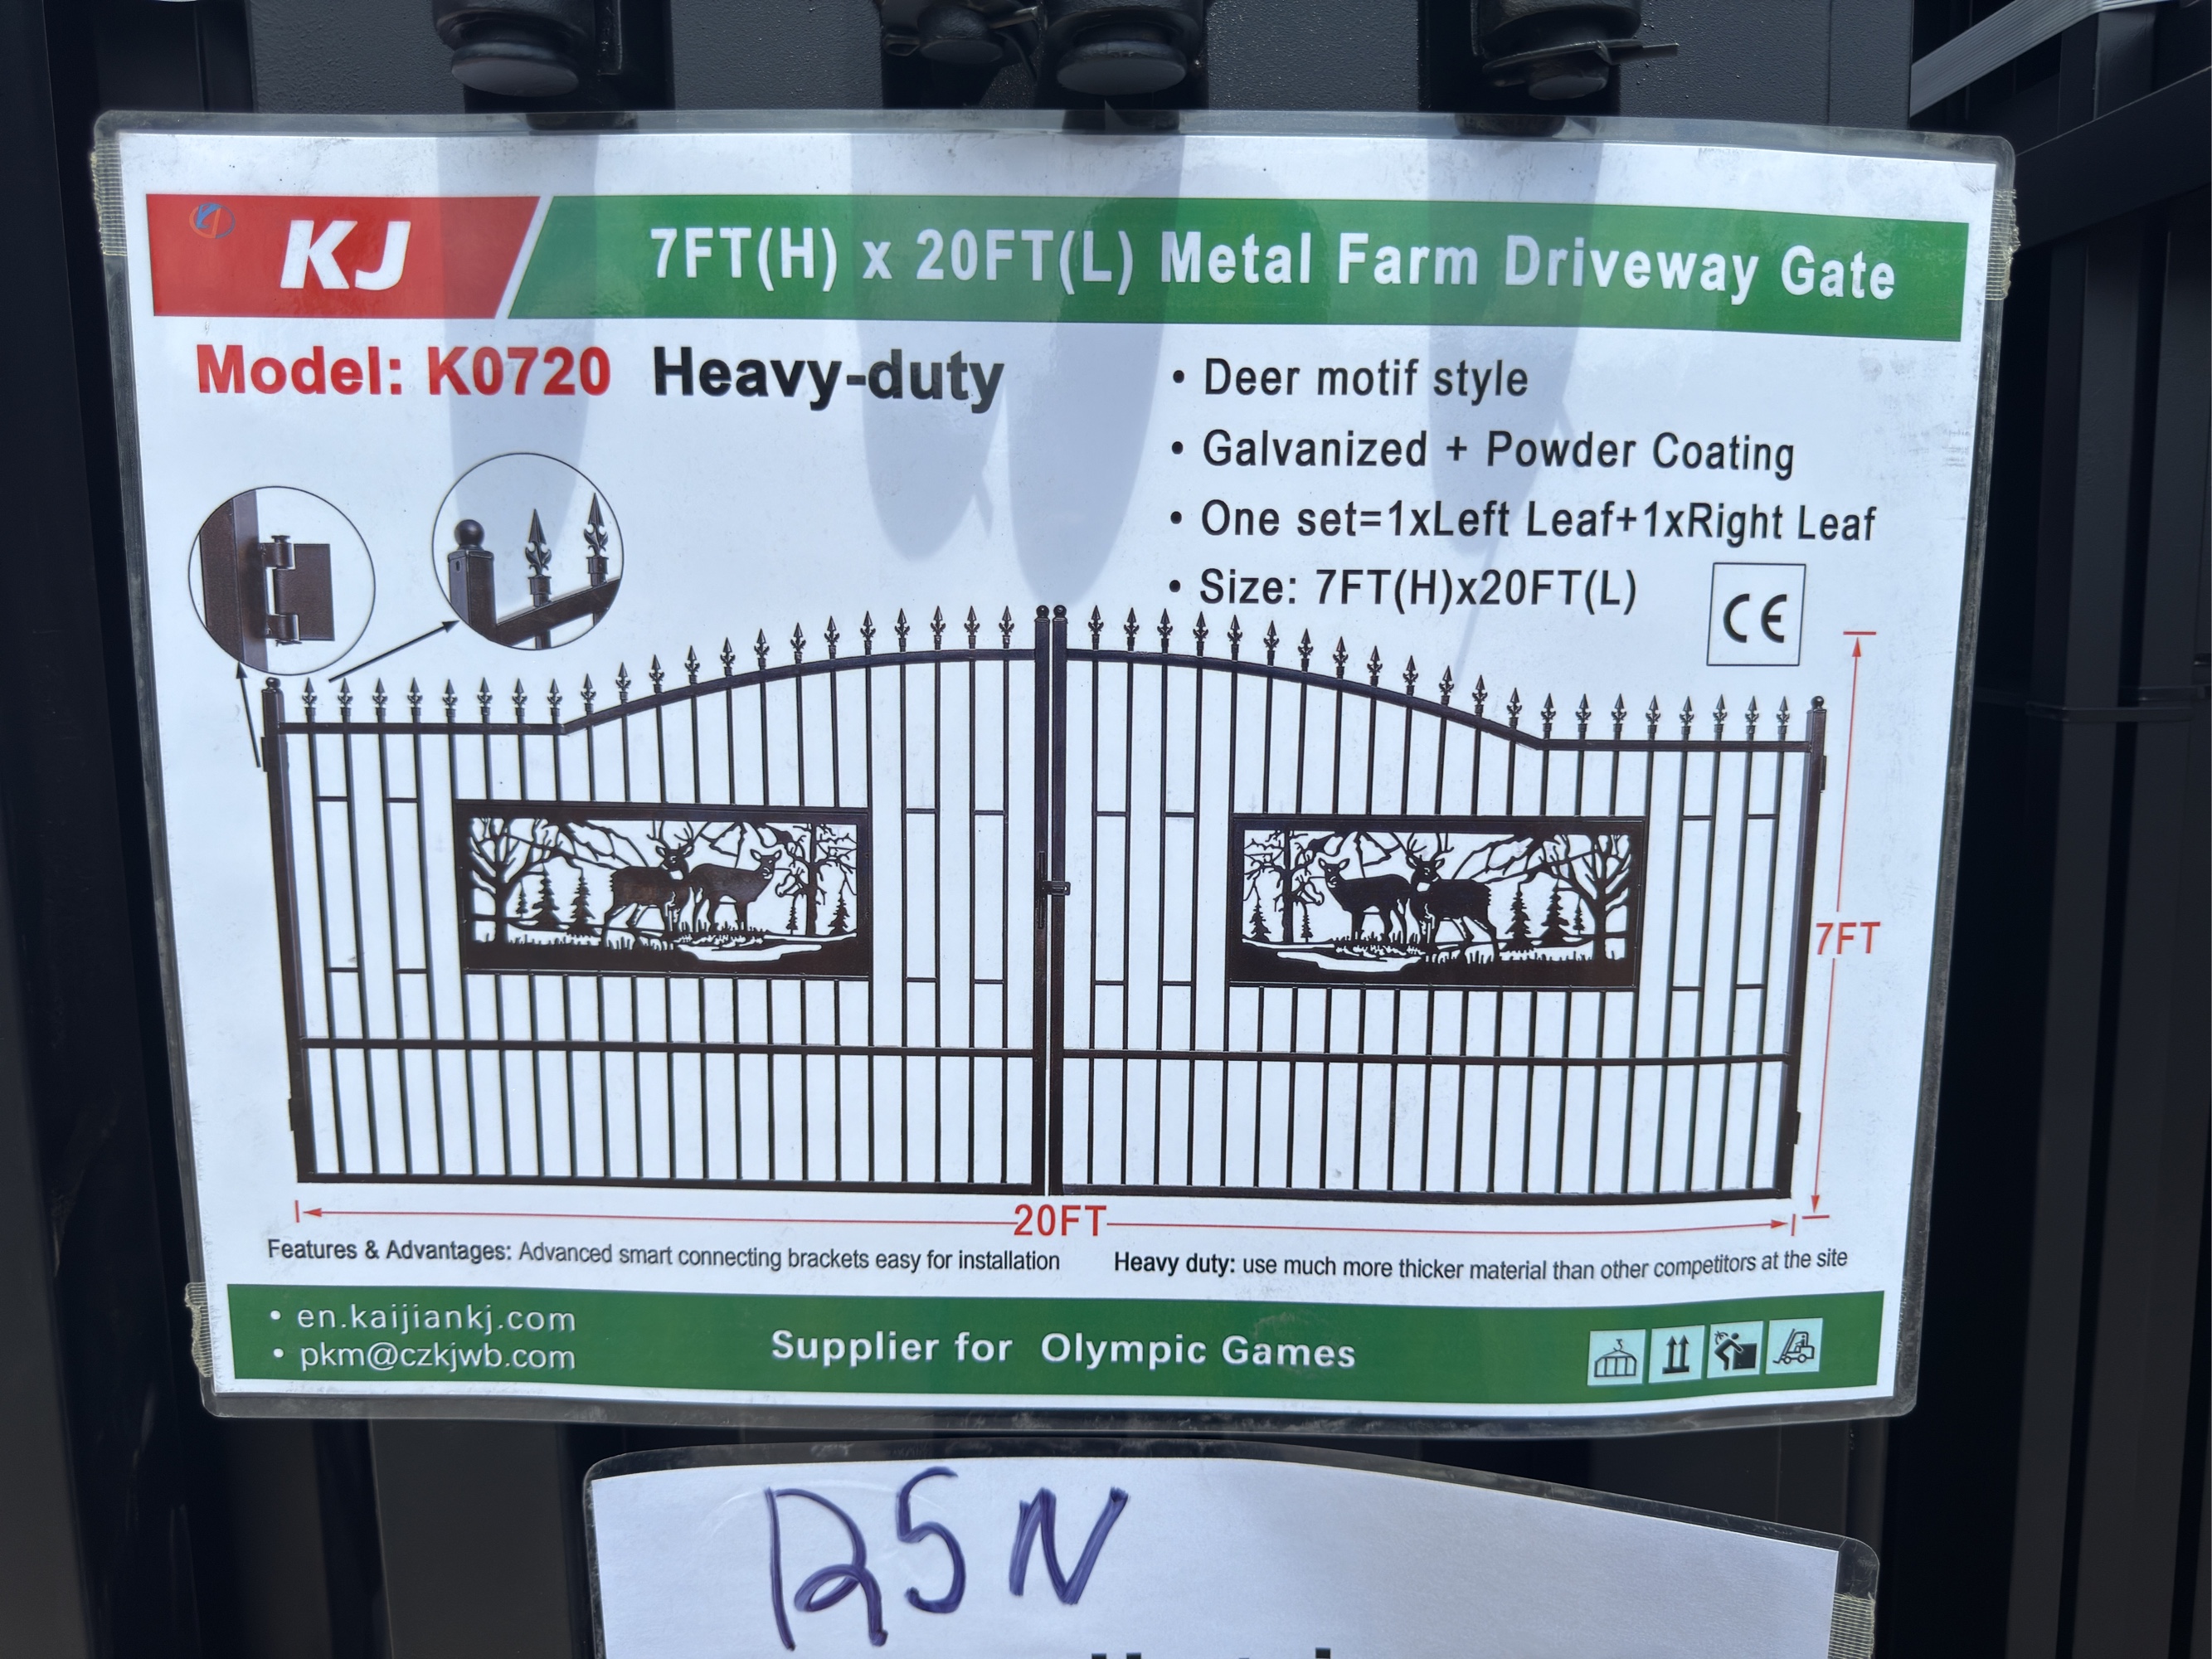 KJ
7FT(H) x 20FT(L) Metal Farm Driveway Gate
Model: K0720 Heavy-duty
• Deer motif style
• Galvanized + Powder Coating
• One set=1xLeft Leaf+1xRight Leaf
• Size: 7FT(H)x20FT(L)
CE
7FT
20FT
Features & Advantages: Advanced smart connecting brackets easy for installation
Heavy duty: use much more thicker material than other competitors at the site
• en.kaijiankj.com
• pkm@czkjwb.com
Supplier for Olympic Games
RSN